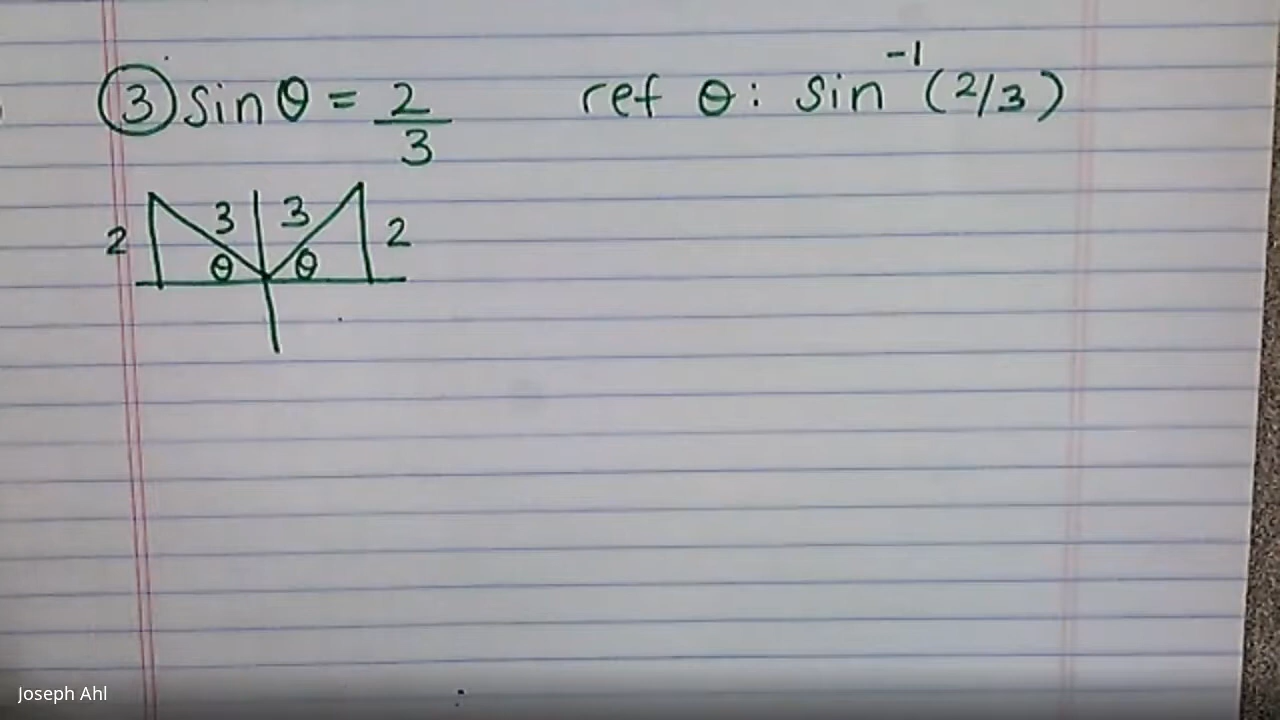 ③ sin θ = 2/3 ref θ: sin⁻¹(2/3)
3 3
2 2
θ θ
Joseph Ahl